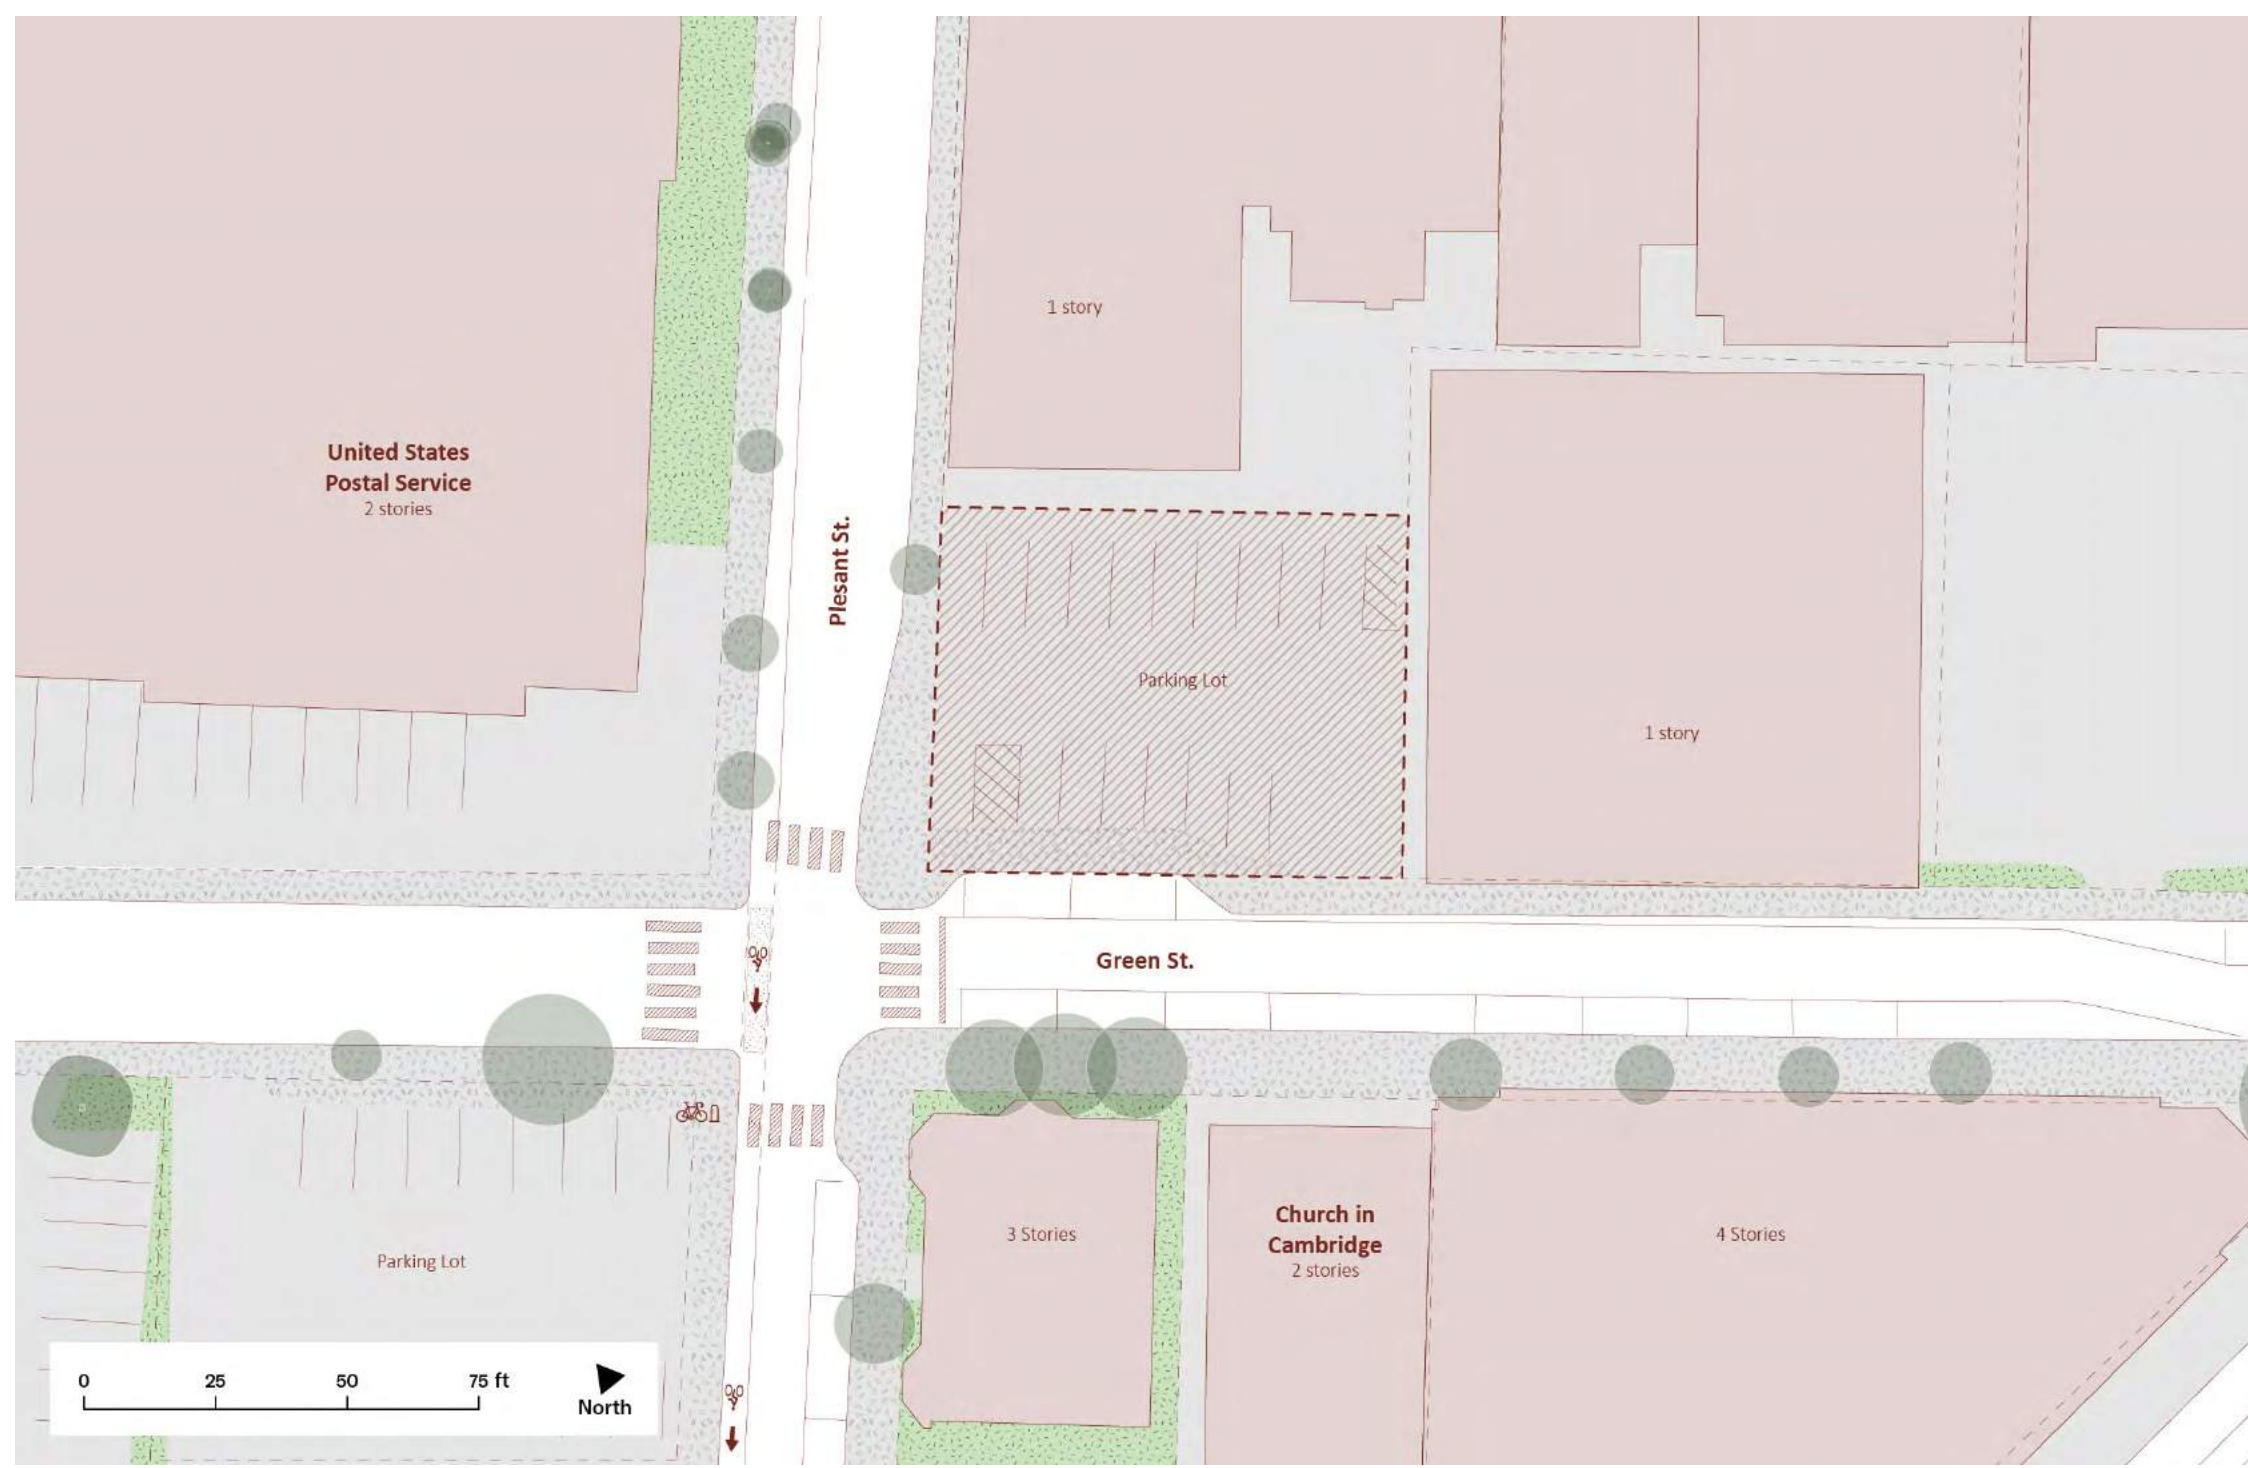 1 story
United States
Postal Service
2 stories
Plesant St.
Parking Lot
1 story
Green St.
Church in
Cambridge
2 stories
3 Stories
4 Stories
Parking Lot
0 25 50 75 ft
North